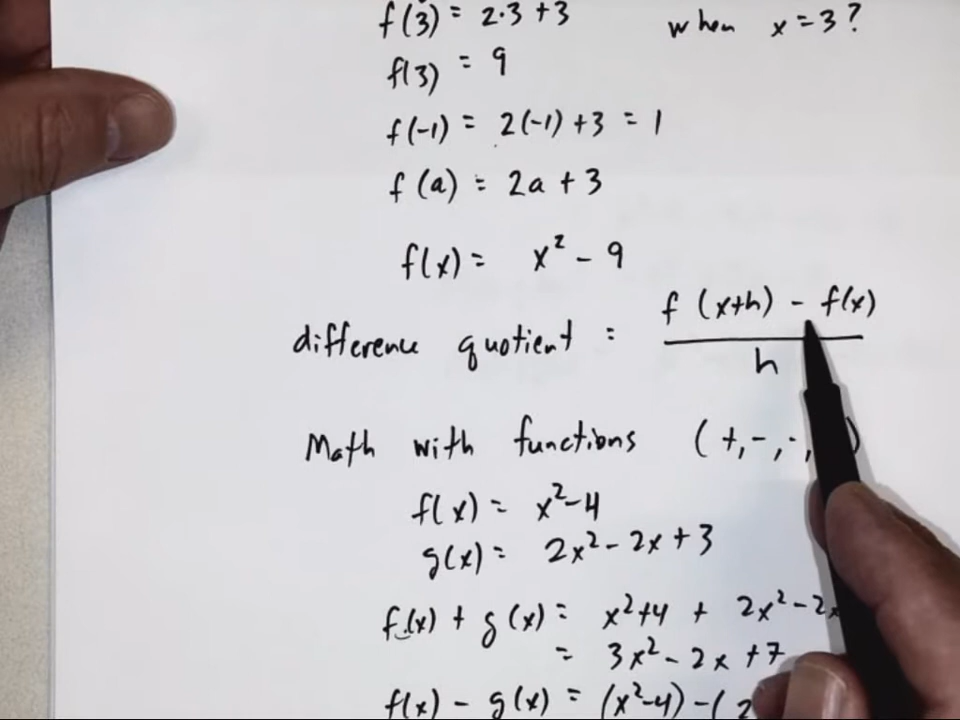 f(3) = 2·3 + 3 when x = 3?
f(3) = 9
f(-1) = 2(-1) + 3 = 1
f(a) = 2a + 3
f(x) = x² - 9
difference quotient = f(x+h) - f(x) / h
Math with functions (+, -, ·, )
f(x) = x² - 4
g(x) = 2x² - 2x + 3
f(x) + g(x) = x² + 4 + 2x² - 2x
= 3x² - 2x + 7
f(x) - g(x) = (x² - 4) - (2